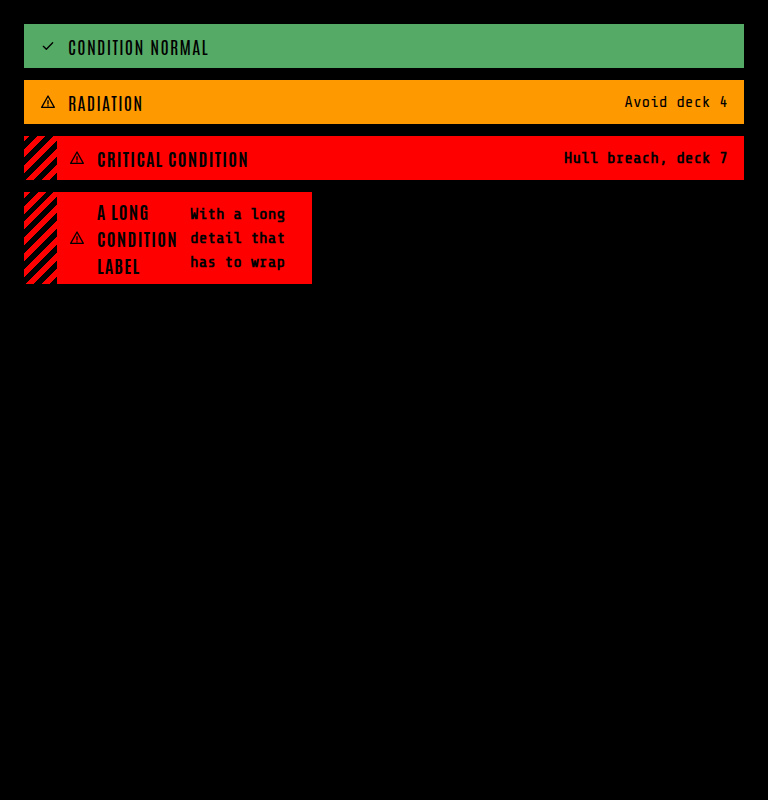 CONDITION NORMAL
RADIATION Avoid deck 4
CRITICAL CONDITION Hull breach, deck 7
A LONG
CONDITION
LABEL
With a long
detail that
has to wrap